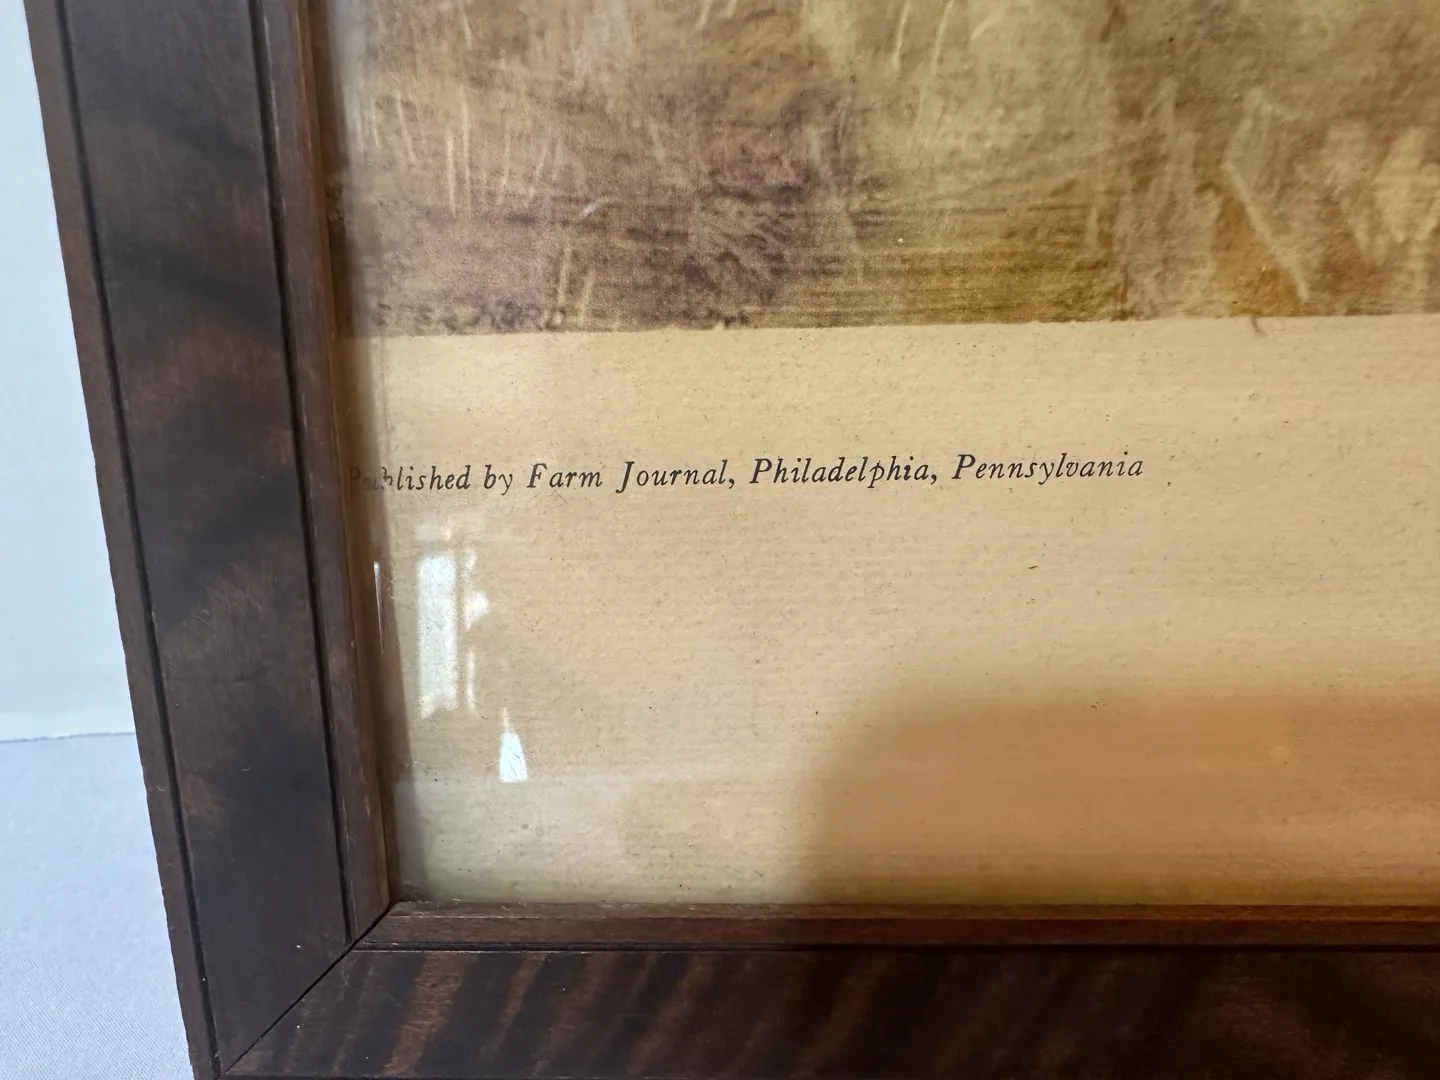 Published by Farm Journal, Philadelphia, Pennsylvania